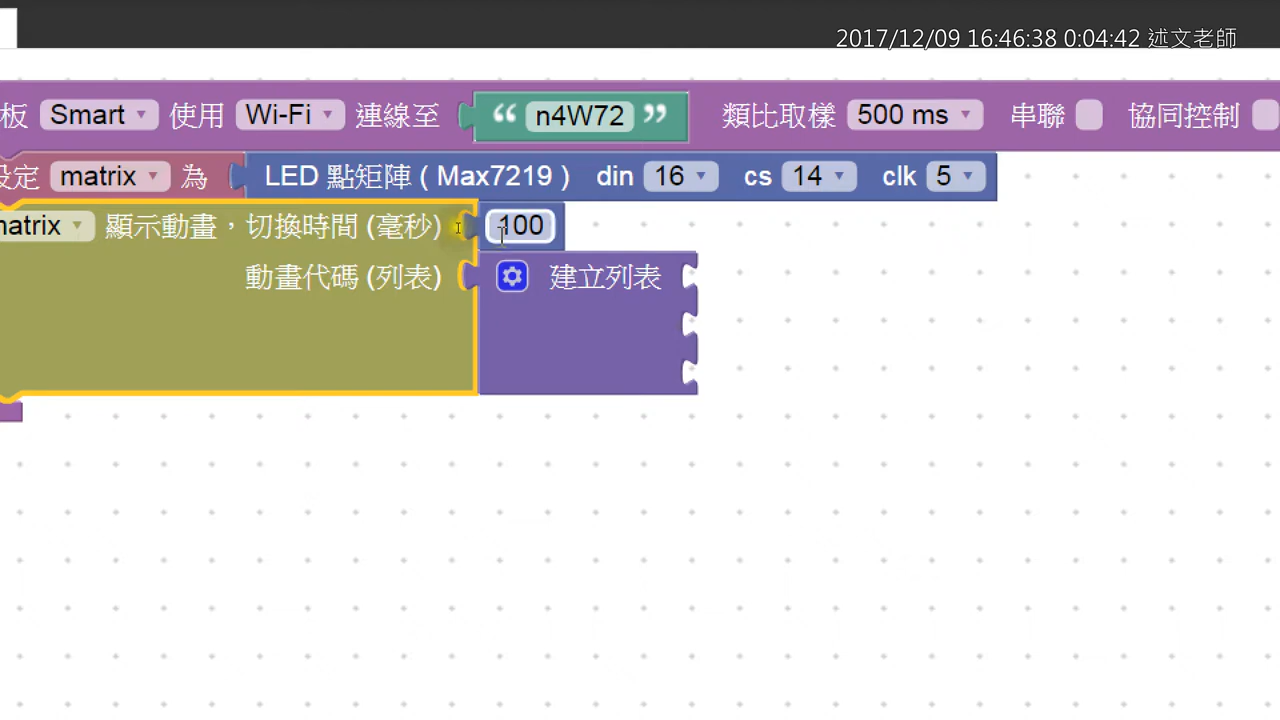 2017/12/09 16:46:38 0:04:42 述文老師
板 Smart 使用 Wi-Fi 連線至 “ n4W72 ” 類比取樣 500 ms 串聯 協同控制
設定 matrix 為 LED 點矩陣 ( Max7219 ) din 16 cs 14 clk 5
matrix 顯示動畫，切換時間 (毫秒) 100
動畫代碼 (列表) 建立列表